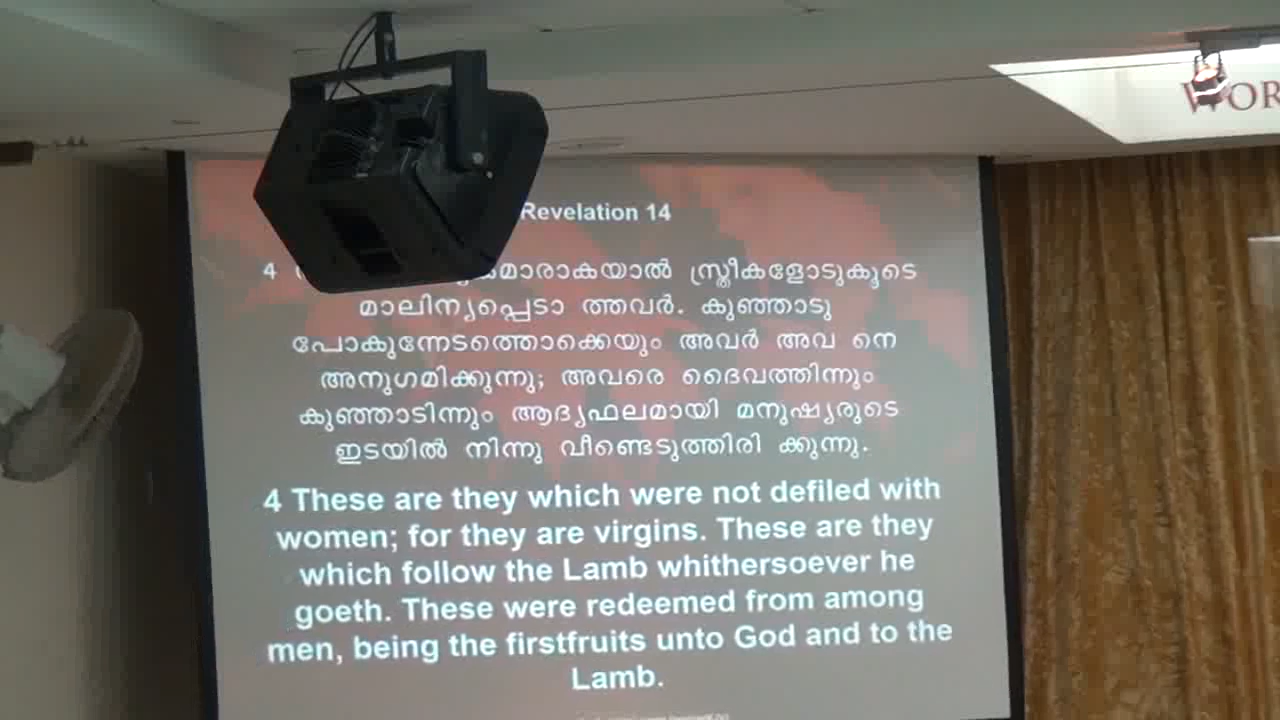 WOR
Revelation 14
4 സ്ത്രീകളോടുകൂടെ
മാലിന്യപ്പെടാ ത്തവർ. കുഞ്ഞാടു
പോകുന്നേടത്തൊക്കെയും അവർ അവ നെ
അനുഗമിക്കുന്നു; അവരെ ദൈവത്തിന്നും
കുഞ്ഞാടിന്നും ആദ്യഫലമായി മനുഷ്യരുടെ
ഇടയിൽ നിന്നു വീണ്ടെടുത്തിരി ക്കുന്നു.
4 These are they which were not defiled with
women; for they are virgins. These are they
which follow the Lamb whithersoever he
goeth. These were redeemed from among
men, being the firstfruits unto God and to the
Lamb.